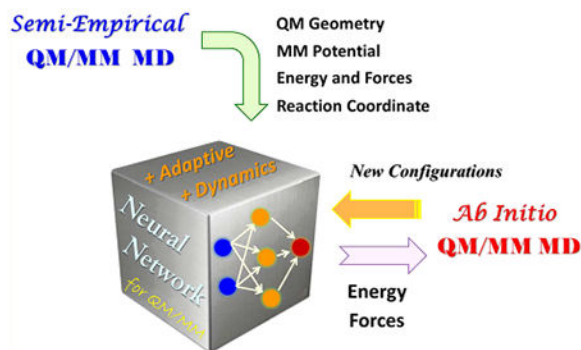 Semi-Empirical
QM/MM MD
QM Geometry
MM Potential
Energy and Forces
Reaction Coordinate
+ Adaptive
+ Dynamics
Neural
Network
for QM/MM
New Configurations
Ab Initio
QM/MM MD
Energy
Forces